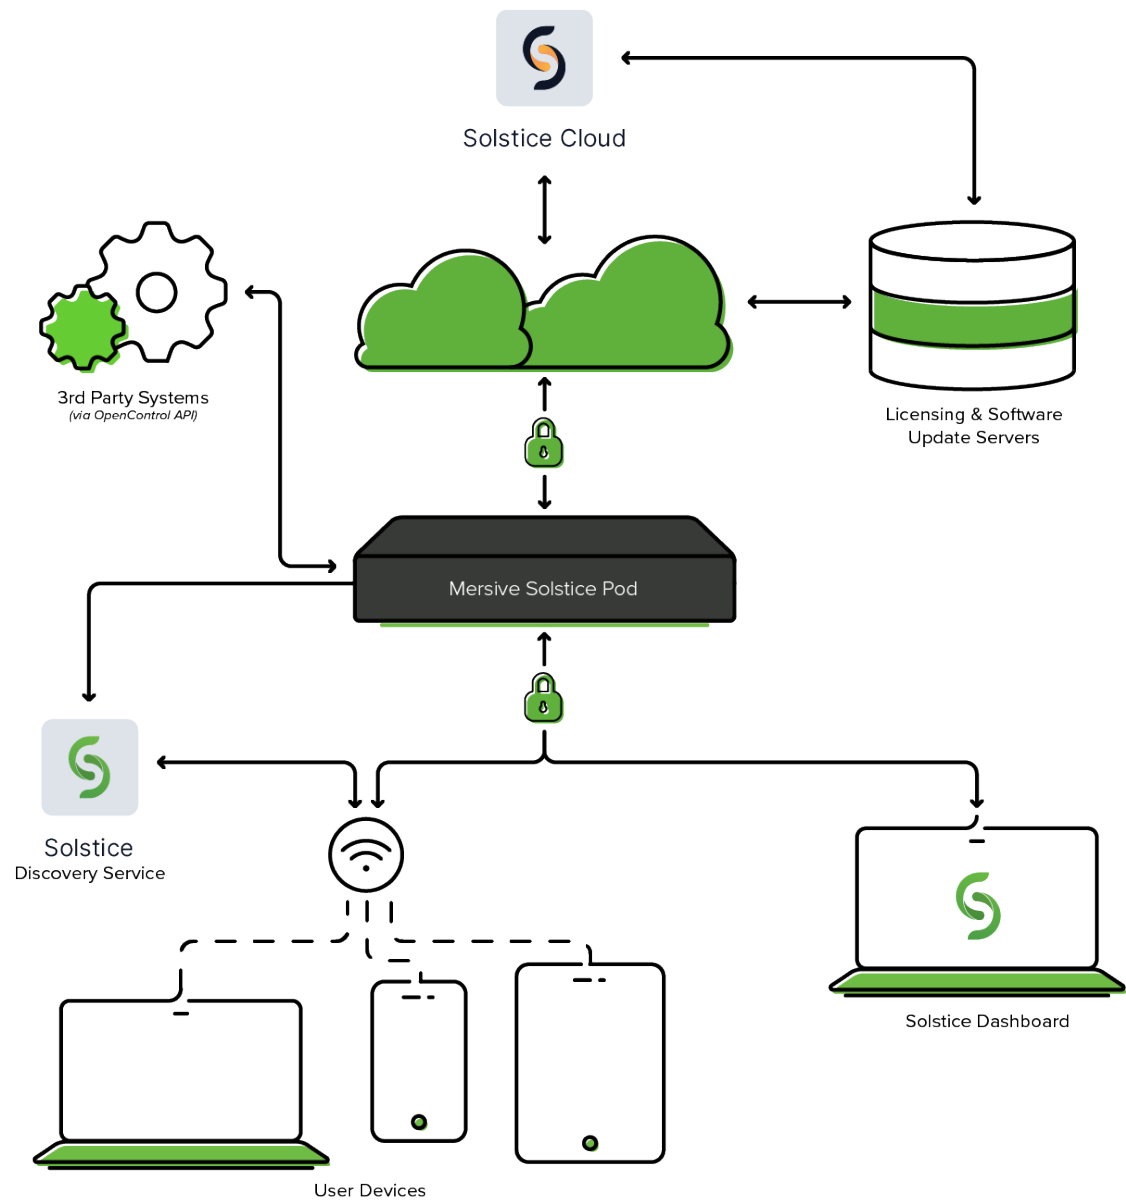 Solstice Cloud
3rd Party Systems
(via OpenControl API)
Licensing & Software
Update Servers
Mersive Solstice Pod
Solstice
Discovery Service
Solstice Dashboard
User Devices